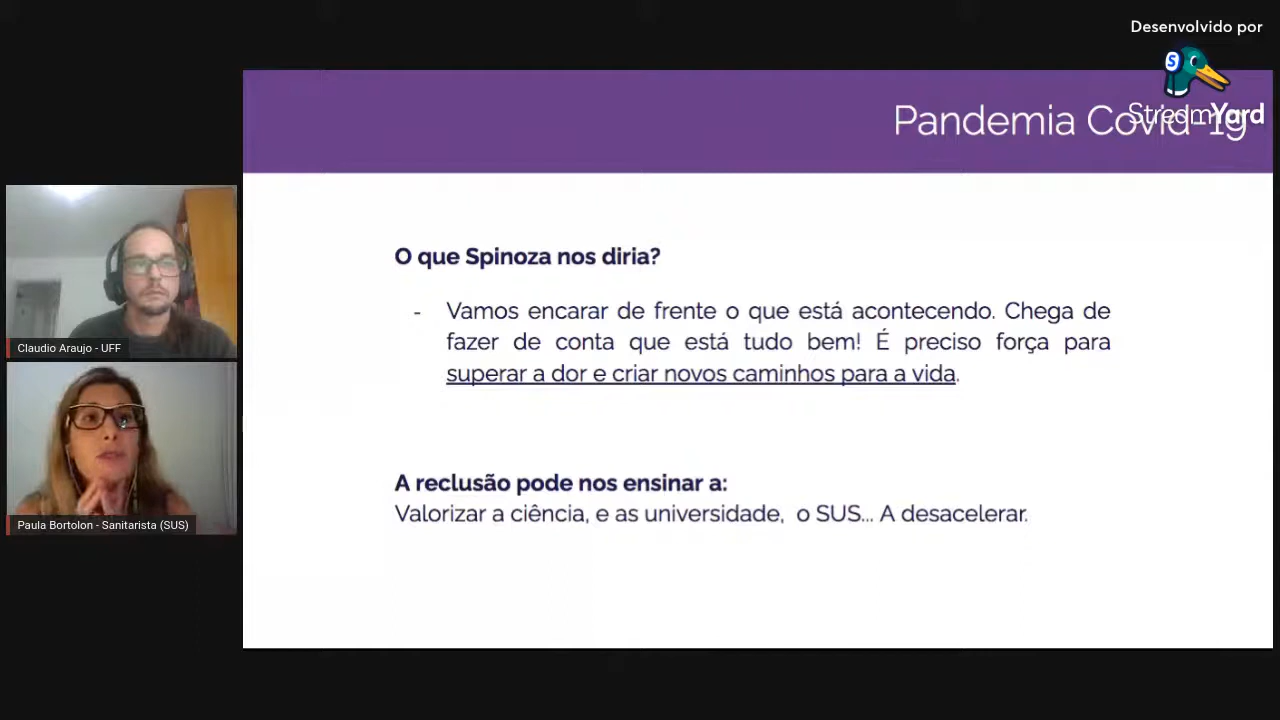 Desenvolvido por
StreamYard
Pandemia Covid-19
O que Spinoza nos diria?
- Vamos encarar de frente o que está acontecendo. Chega de
fazer de conta que está tudo bem! É preciso força para
superar a dor e criar novos caminhos para a vida.
A reclusão pode nos ensinar a:
Valorizar a ciência, e as universidade, o SUS... A desacelerar.
Claudio Araujo - UFF
Paula Bortolon - Sanitarista (SUS)